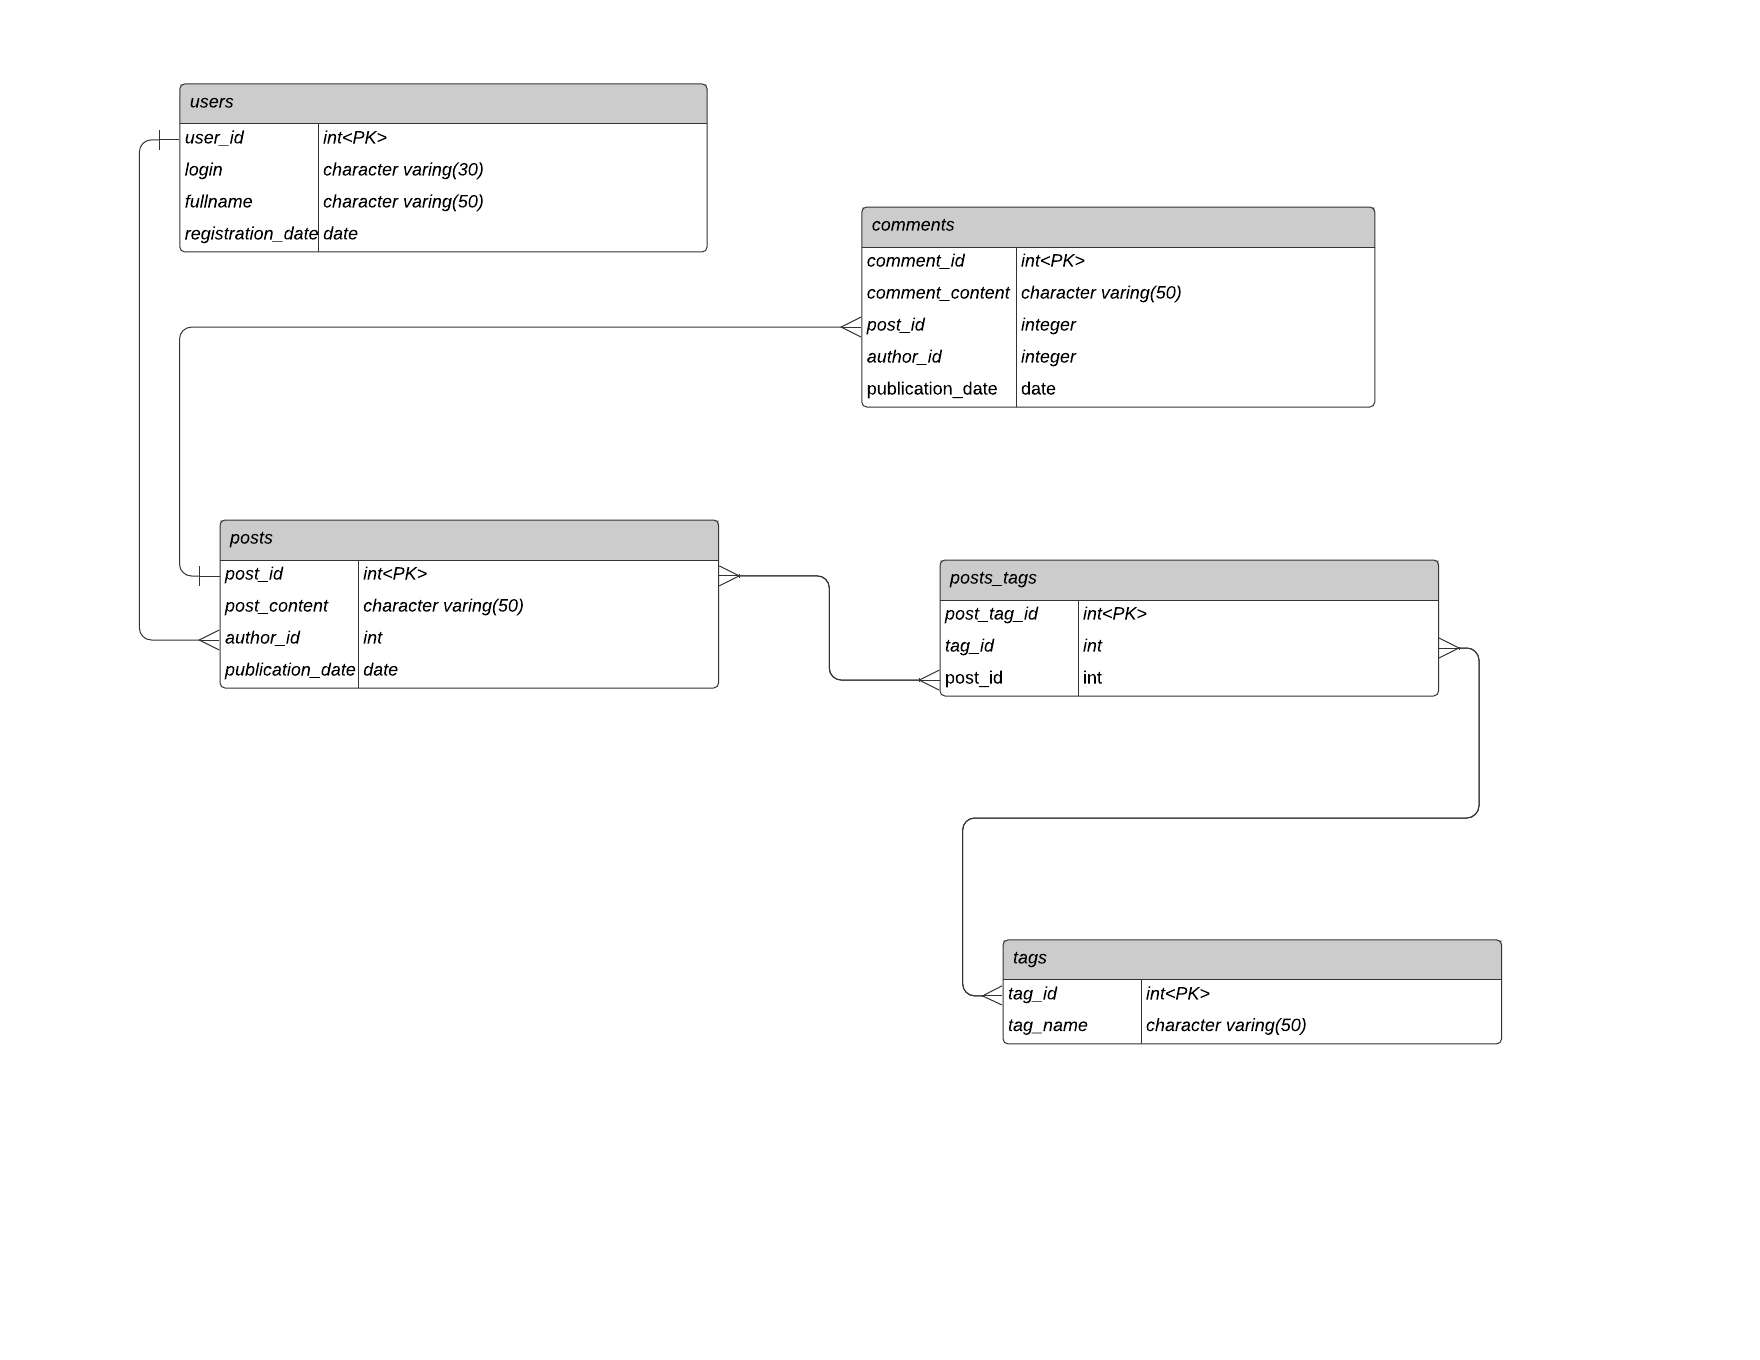 users
user_id int<PK>
login character varing(30)
fullname character varing(50)
registration_date date
comments
comment_id int<PK>
comment_content character varing(50)
post_id integer
author_id integer
publication_date date
posts
post_id int<PK>
post_content character varing(50)
author_id int
publication_date date
posts_tags
post_tag_id int<PK>
tag_id int
post_id int
tags
tag_id int<PK>
tag_name character varing(50)